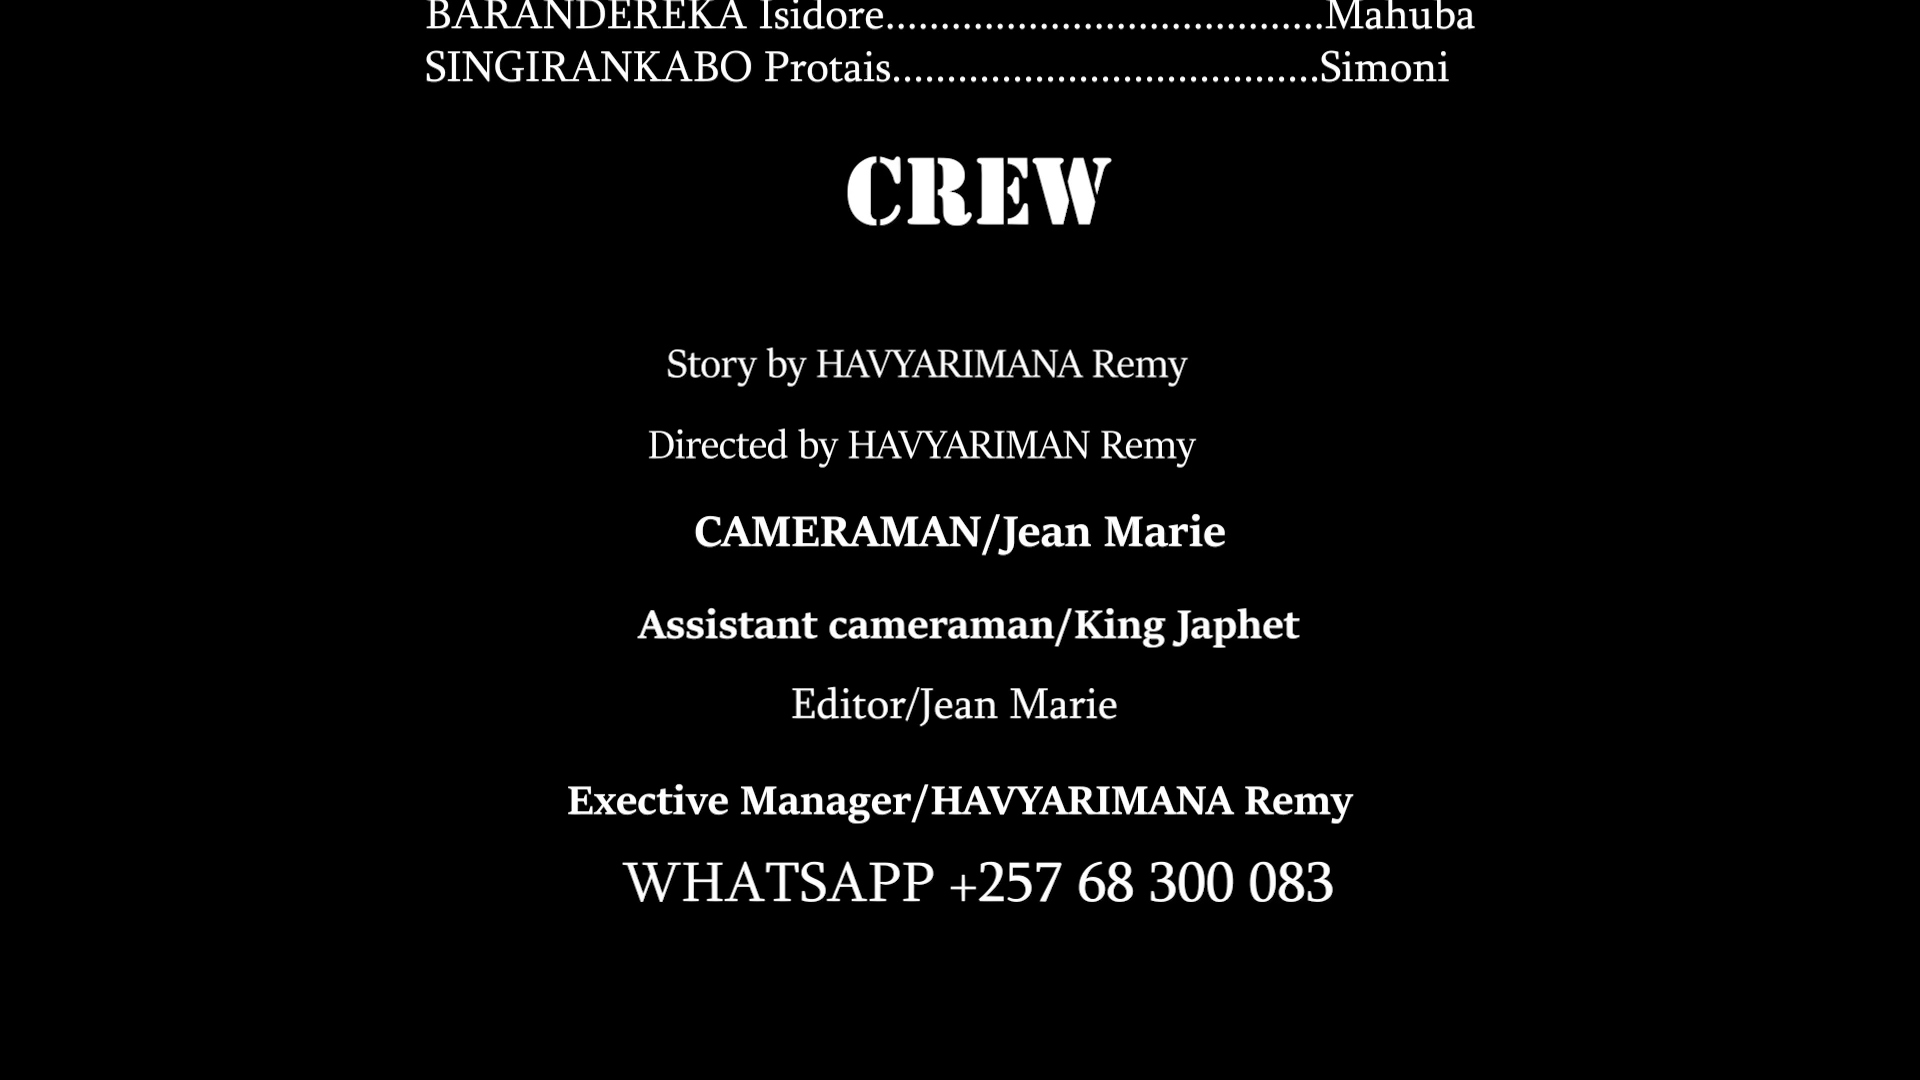 BARANDEREKA Isidore........................................Mahuba
SINGIRANKABO Protais.......................................Simoni
CREW
Story by HAVYARIMANA Remy
Directed by HAVYARIMAN Remy
CAMERAMAN/Jean Marie
Assistant cameraman/King Japhet
Editor/Jean Marie
Exective Manager/HAVYARIMANA Remy
WHATSAPP +257 68 300 083